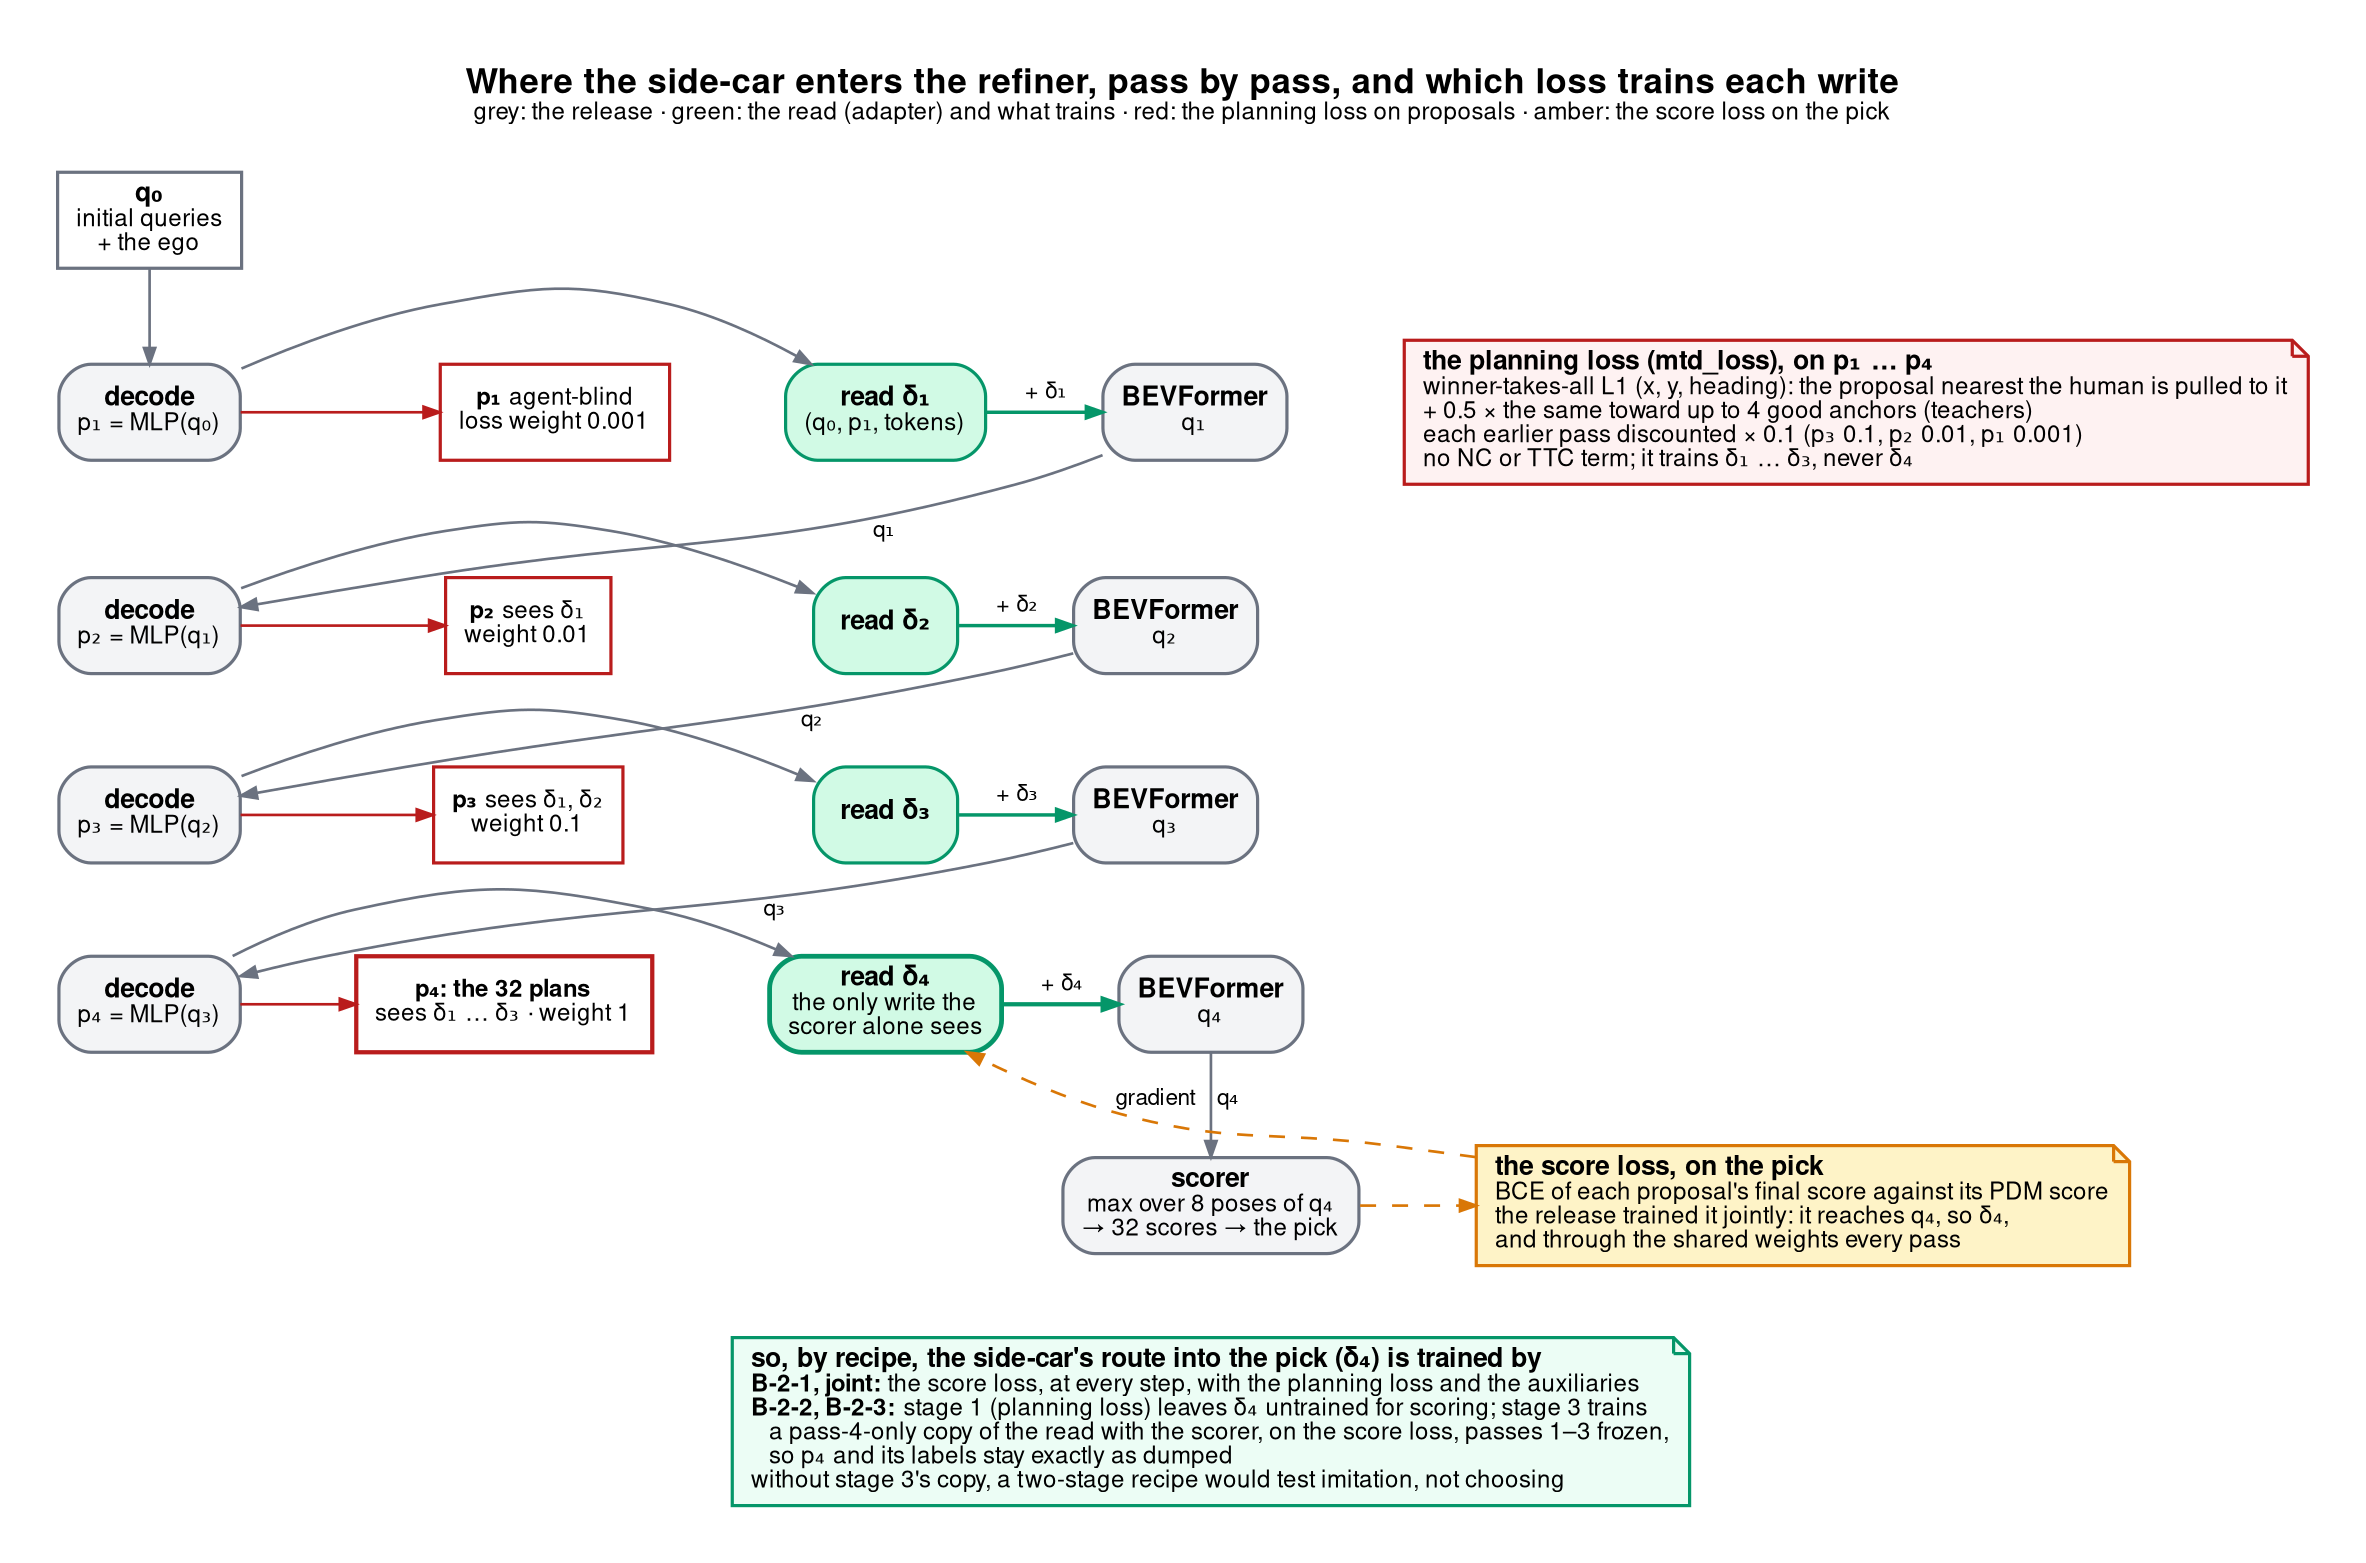 Where the side-car enters the refiner, pass by pass, and which loss trains each write
grey: the release · green: the read (adapter) and what trains · red: the planning loss on proposals · amber: the score loss on the pick
q₀
initial queries
+ the ego
decode
p₁ = MLP(q₀)
p₁ agent-blind
loss weight 0.001
read δ₁
(q₀, p₁, tokens)
+ δ₁
BEVFormer
q₁
the planning loss (mtd_loss), on p₁ … p₄
winner-takes-all L1 (x, y, heading): the proposal nearest the human is pulled to it
+ 0.5 × the same toward up to 4 good anchors (teachers)
each earlier pass discounted × 0.1 (p₃ 0.1, p₂ 0.01, p₁ 0.001)
no NC or TTC term; it trains δ₁ … δ₃, never δ₄
q₁
decode
p₂ = MLP(q₁)
p₂ sees δ₁
weight 0.01
read δ₂
+ δ₂
BEVFormer
q₂
q₂
decode
p₃ = MLP(q₂)
p₃ sees δ₁, δ₂
weight 0.1
read δ₃
+ δ₃
BEVFormer
q₃
q₃
decode
p₄ = MLP(q₃)
p₄: the 32 plans
sees δ₁ … δ₃ · weight 1
read δ₄
the only write the
scorer alone sees
+ δ₄
BEVFormer
q₄
gradient
q₄
scorer
max over 8 poses of q₄
→ 32 scores → the pick
the score loss, on the pick
BCE of each proposal's final score against its PDM score
the release trained it jointly: it reaches q₄, so δ₄,
and through the shared weights every pass
so, by recipe, the side-car's route into the pick (δ₄) is trained by
B-2-1, joint: the score loss, at every step, with the planning loss and the auxiliaries
B-2-2, B-2-3: stage 1 (planning loss) leaves δ₄ untrained for scoring; stage 3 trains
a pass-4-only copy of the read with the scorer, on the score loss, passes 1–3 frozen,
so p₄ and its labels stay exactly as dumped
without stage 3's copy, a two-stage recipe would test imitation, not choosing